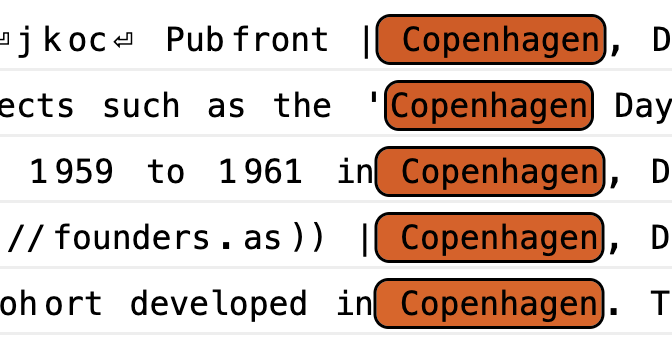 ⏎jkoc⏎ Pubfront | Copenhagen, D
ects such as the 'Copenhagen Day
1959 to 1961 in Copenhagen, D
//founders.as)) | Copenhagen, D
ohort developed in Copenhagen. T